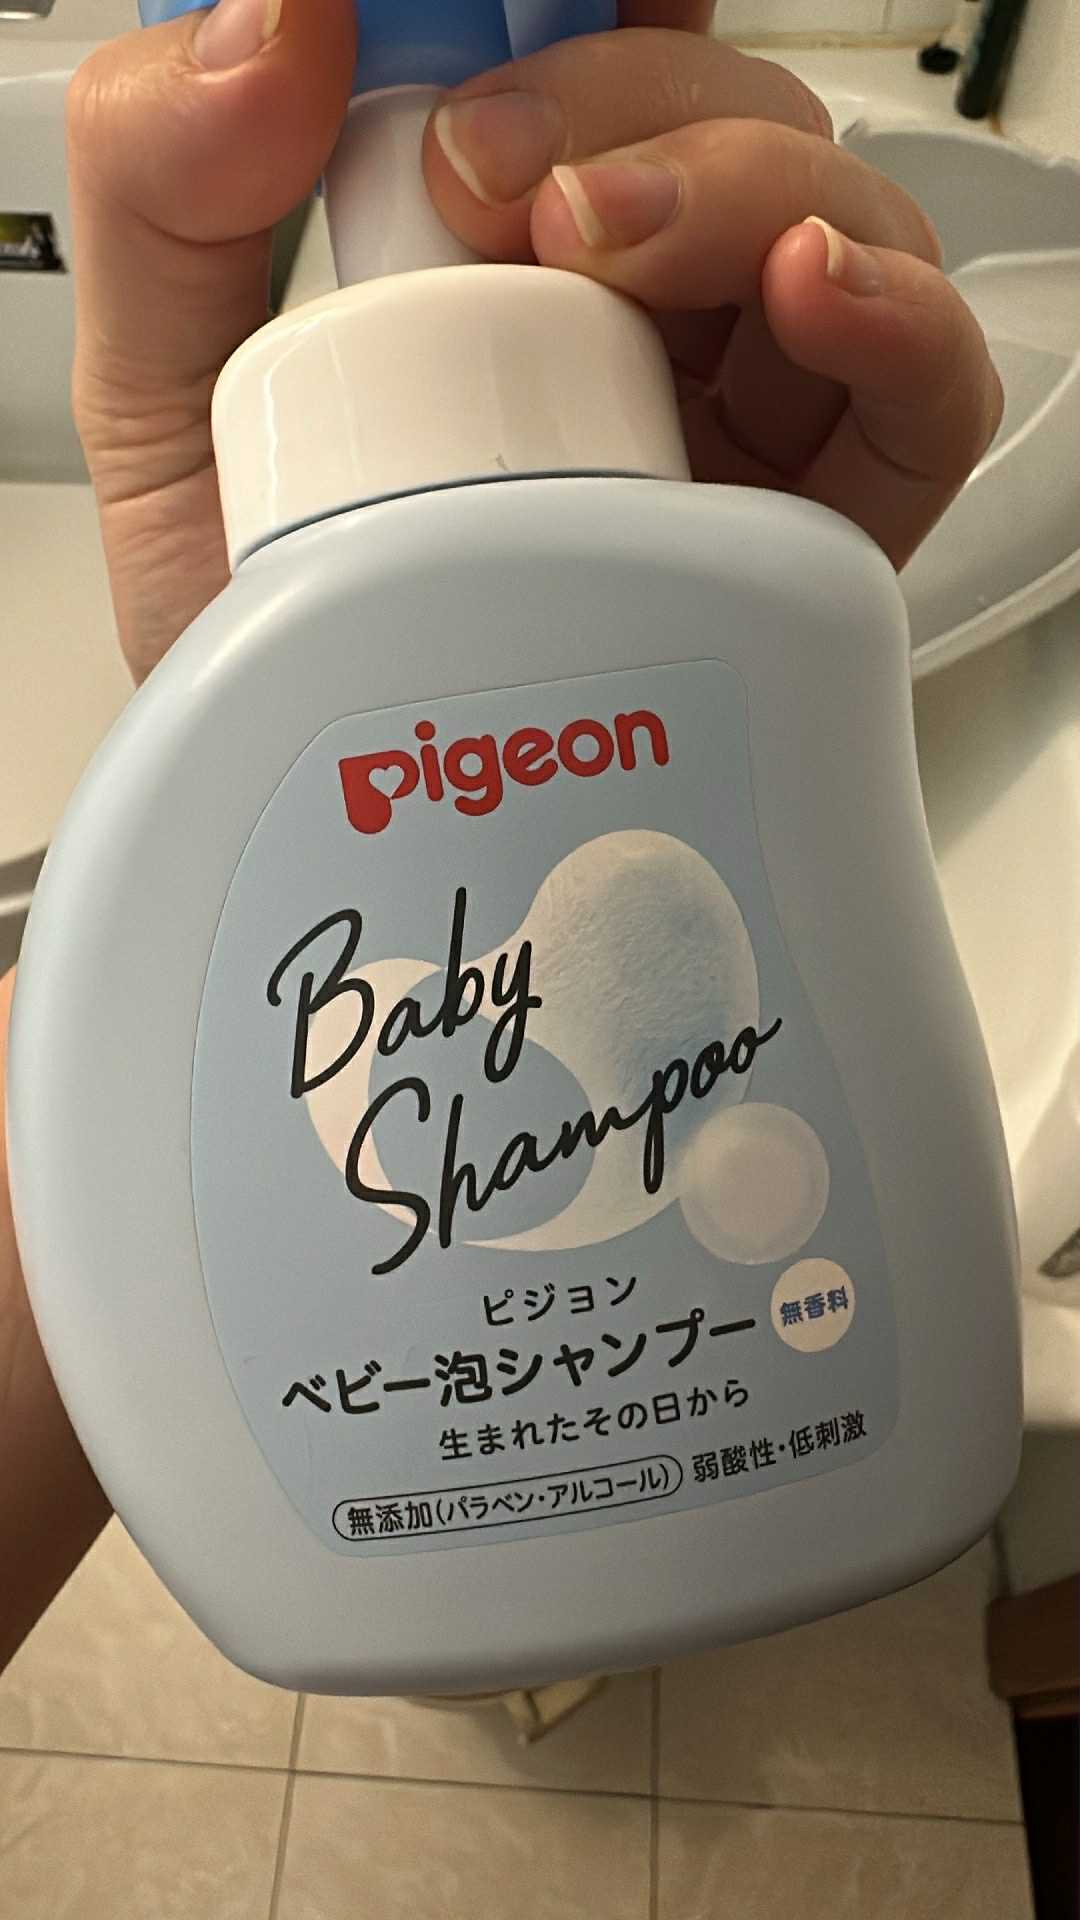 pigeon
Baby
Shampoo
ピジョン
ベビー泡シャンプー
無香料
生まれたその日から
無添加(パラベン・アルコール) 弱酸性・低刺激